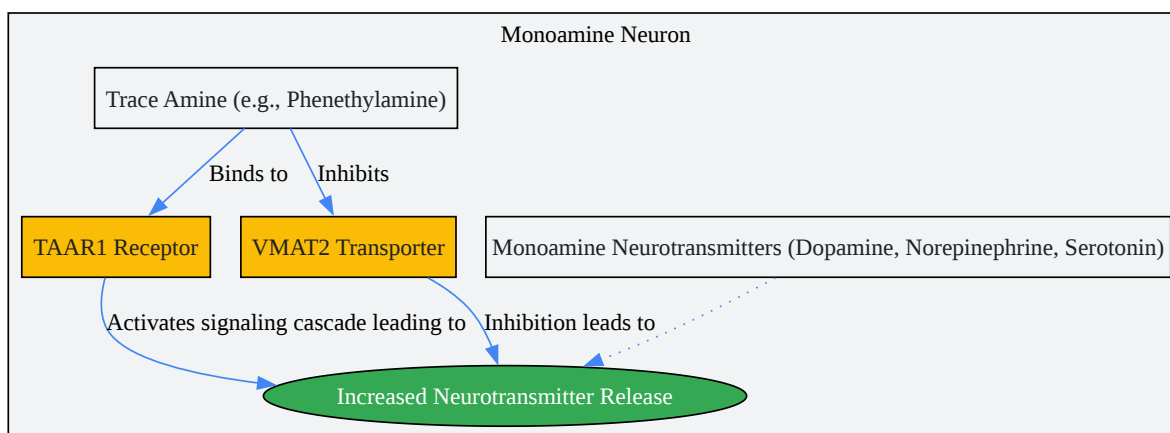 Monoamine Neuron
Trace Amine (e.g., Phenethylamine)
Binds to
Inhibits
TAAR1 Receptor
VMAT2 Transporter
Monoamine Neurotransmitters (Dopamine, Norepinephrine, Serotonin)
Activates signaling cascade leading to
Inhibition leads to
Increased Neurotransmitter Release